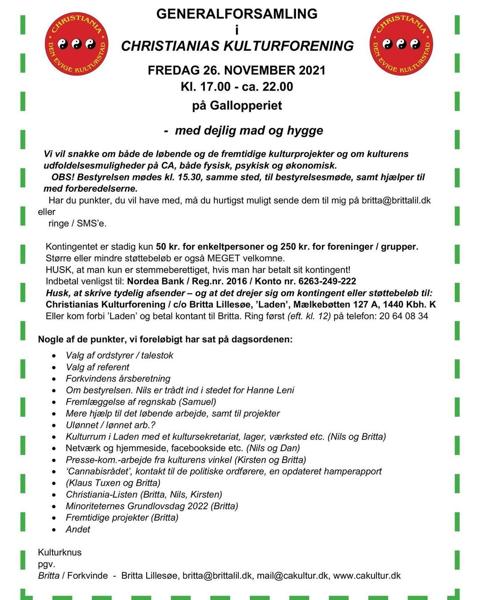 GENERALFORSAMLING
i
CHRISTIANIAS KULTURFORENING
CHRISTIANIA
DEN EVIGE KULTURSTAD
CHRISTIANIA
DEN EVIGE KULTURSTAD
FREDAG 26. NOVEMBER 2021
Kl. 17.00 - ca. 22.00
på Gallopperiet
- med dejlig mad og hygge
Vi vil snakke om både de løbende og de fremtidige kulturprojekter og om kulturens
udfoldelsesmuligheder på CA, både fysisk, psykisk og økonomisk.
OBS! Bestyrelsen mødes kl. 15.30, samme sted, til bestyrelsesmøde, samt hjælper til
med forberedelserne.
Har du punkter, du vil have med, må du hurtigst muligt sende dem til mig på britta@brittalil.dk
eller
ringe / SMS'e.
Kontingentet er stadig kun 50 kr. for enkeltpersoner og 250 kr. for foreninger / grupper.
Større eller mindre støttebeløb er også MEGET velkomne.
HUSK, at man kun er stemmeberettiget, hvis man har betalt sit kontingent!
Indbetal venligst til: Nordea Bank / Reg.nr. 2016 / Konto nr. 6263-249-222
Husk, at skrive tydelig afsender – og at det drejer sig om kontingent eller støttebeløb til:
Christianias Kulturforening / c/o Britta Lillesøe, 'Laden', Mælkebøtten 127 A, 1440 Kbh. K
Eller kom forbi 'Laden' og betal kontant til Britta. Ring først (eft. kl. 12) på telefon: 20 64 08 34
Nogle af de punkter, vi foreløbigt har sat på dagsordenen:
• Valg af ordstyrer / talestok
• Valg af referent
• Forkvindens årsberetning
• Om bestyrelsen. Nils er trådt ind i stedet for Hanne Leni
• Fremlæggelse af regnskab (Samuel)
• Mere hjælp til det løbende arbejde, samt til projekter
• Ulønnet / lønnet arb.?
• Kulturrum i Laden med et kultursekretariat, lager, værksted etc. (Nils og Britta)
• Netværk og hjemmeside, facebookside etc. (Nils og Dan)
• Presse-kom.-arbejde fra kulturens vinkel (Kirsten og Britta)
• 'Cannabisrådet', kontakt til de politiske ordførere, en opdateret hamperapport
• (Klaus Tuxen og Britta)
• Christiania-Listen (Britta, Nils, Kirsten)
• Minoriteternes Grundlovsdag 2022 (Britta)
• Fremtidige projekter (Britta)
• Andet
Kulturknus
pgv.
Britta / Forkvinde - Britta Lillesøe, britta@brittalil.dk, mail@cakultur.dk, www.cakultur.dk